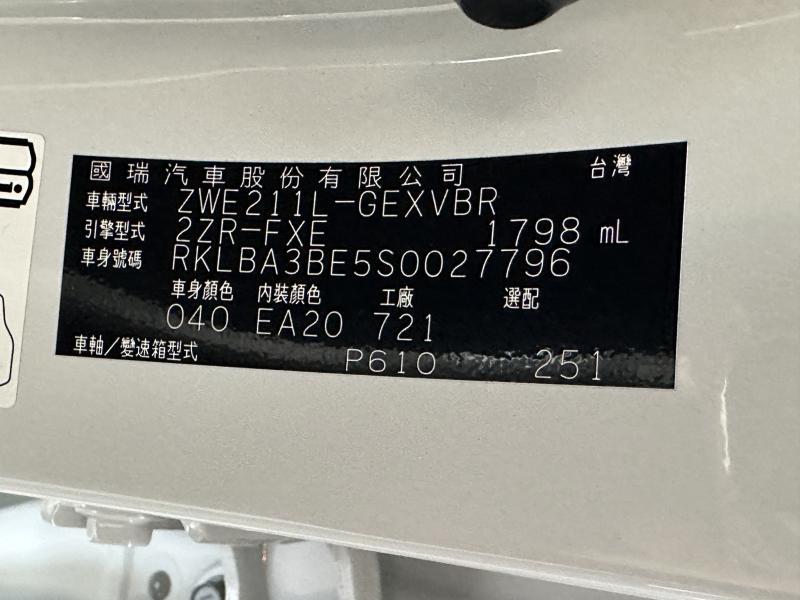 國瑞汽車股份有限公司 台灣
車輛型式 ZWE211L-GEXVBR
引擎型式 2ZR-FXE 1798 mL
車身號碼 RKLBA3BE5S0027796
車身顏色 內裝顏色 工廠 選配
040 EA20 721
車軸/變速箱型式 P610 251